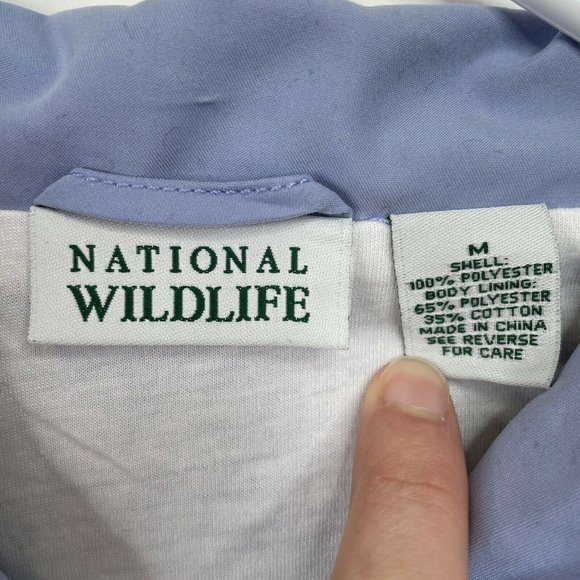 NATIONAL
WILDLIFE
M
SHELL:
100% POLYESTER
BODY LINING:
65% POLYESTER
35% COTTON
MADE IN CHINA
SEE REVERSE
FOR CARE